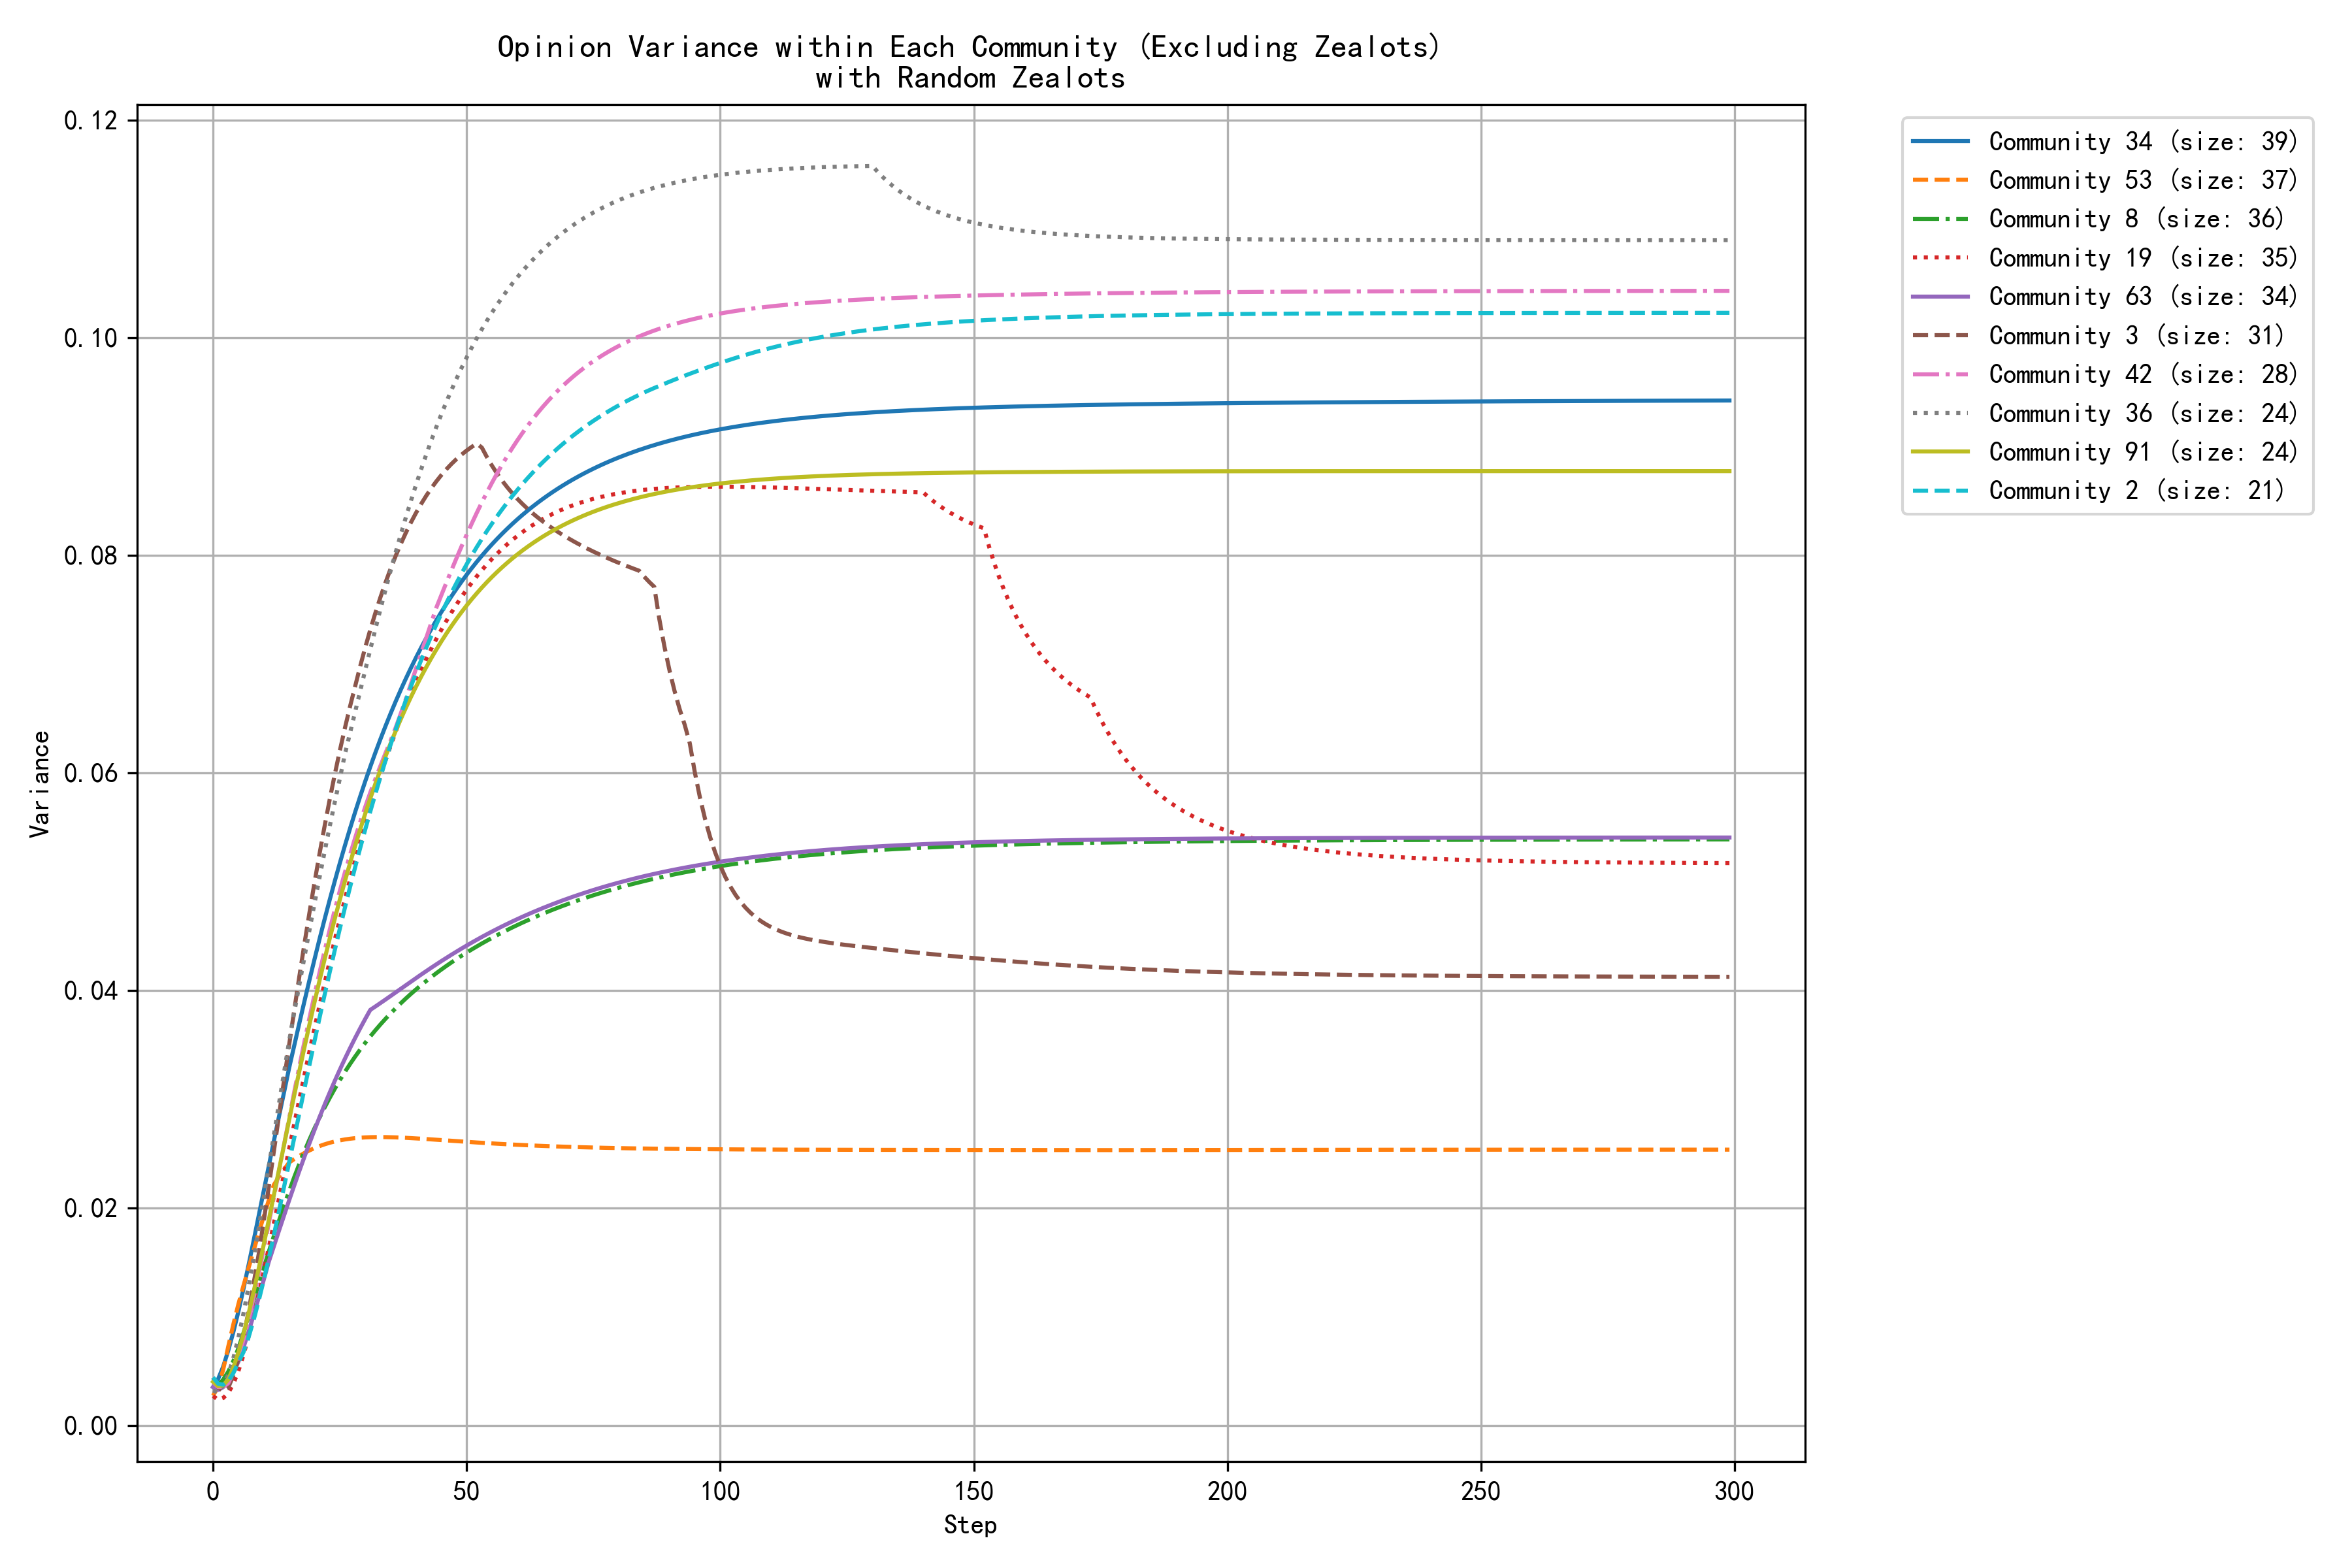 Opinion Variance within Each Community (Excluding Zealots)
with Random Zealots
0.12
0.10
0.08
0.06
0.04
0.02
0.00
Variance
0
50
100
150
200
250
300
Step
Community 34 (size: 39)
Community 53 (size: 37)
Community 8 (size: 36)
Community 19 (size: 35)
Community 63 (size: 34)
Community 3 (size: 31)
Community 42 (size: 28)
Community 36 (size: 24)
Community 91 (size: 24)
Community 2 (size: 21)